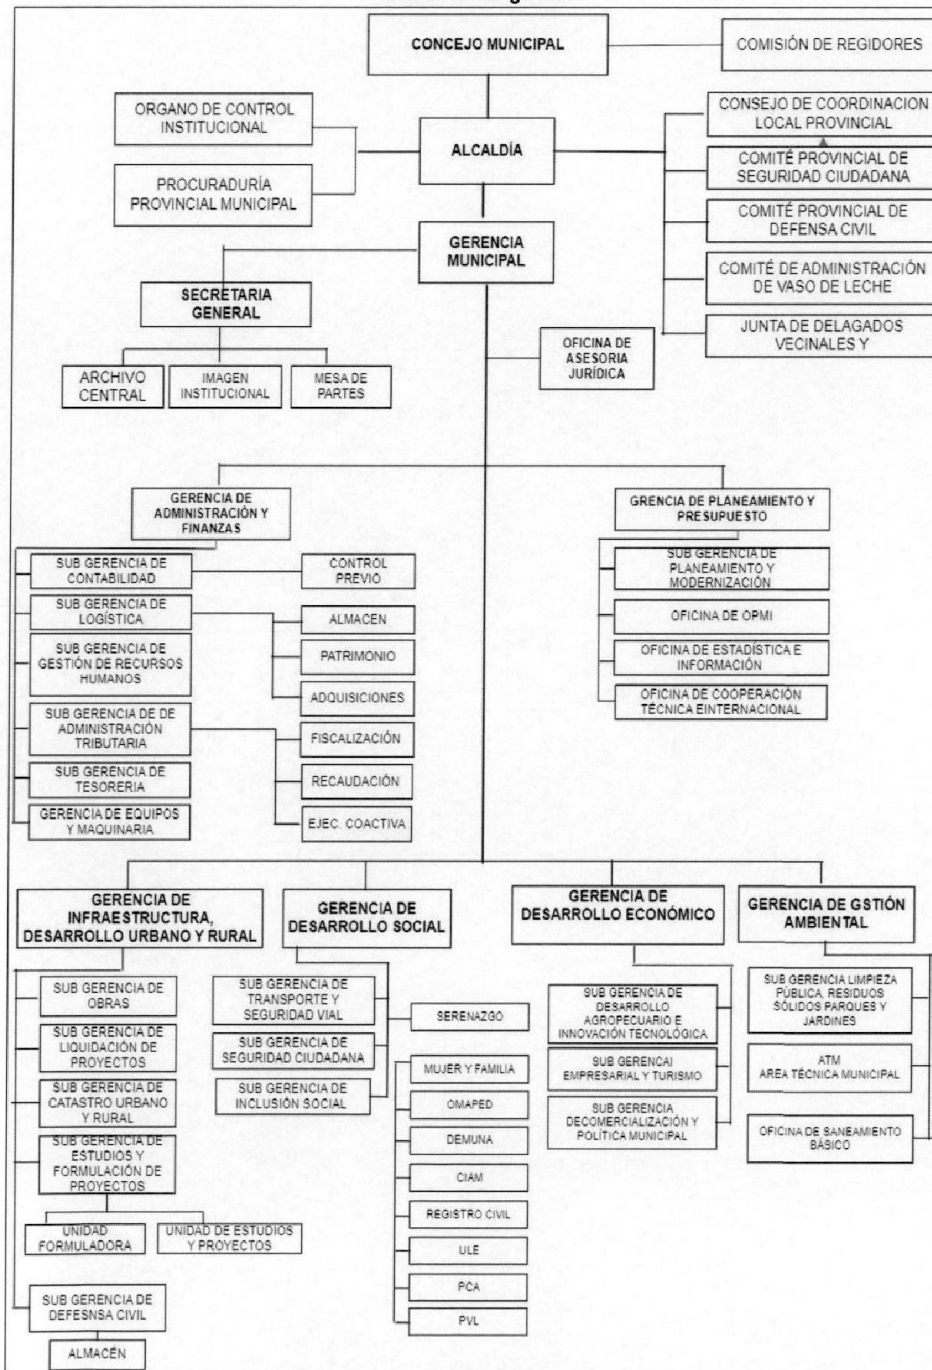 CONCEJO MUNICIPAL
COMISIÓN DE REGIDORES
ORGANO DE CONTROL
INSTITUCIONAL
PROCURADURÍA
PROVINCIAL MUNICIPAL
ALCALDÍA
CONSEJO DE COORDINACION
LOCAL PROVINCIAL
COMITÉ PROVINCIAL DE
SEGURIDAD CIUDADANA
COMITÉ PROVINCIAL DE
DEFENSA CIVIL
COMITÉ DE ADMINISTRACIÓN
DE VASO DE LECHE
JUNTA DE DELAGADOS
VECINALES Y
GERENCIA
MUNICIPAL
SECRETARIA
GENERAL
ARCHIVO
CENTRAL
IMAGEN
INSTITUCIONAL
MESA DE
PARTES
OFICINA DE
ASESORIA
JURÍDICA
GERENCIA DE
ADMINISTRACIÓN Y
FINANZAS
SUB GERENCIA DE
CONTABILIDAD
CONTROL
PREVIO
SUB GERENCIA DE
LOGÍSTICA
ALMACEN
PATRIMONIO
ADQUISICIONES
SUB GERENCIA DE
GESTIÓN DE RECURSOS
HUMANOS
SUB GERENCIA DE DE
ADMINISTRACIÓN
TRIBUTARIA
FISCALIZACIÓN
RECAUDACIÓN
EJEC. COACTIVA
SUB GERENCIA DE
TESORERIA
GERENCIA DE EQUIPOS
Y MAQUINARIA
GRENCIA DE PLANEAMIENTO Y
PRESUPUESTO
SUB GERENCIA DE
PLANEAMIENTO Y
MODERNIZACIÓN
OFICINA DE OPMI
OFICINA DE ESTADÍSTICA E
INFORMACIÓN
OFICINA DE COOPERACIÓN
TÉCNICA EINTERNACIONAL
GERENCIA DE
INFRAESTRUCTURA,
DESARROLLO URBANO Y RURAL
SUB GERENCIA DE
OBRAS
SUB GERENCIA DE
LIQUIDACIÓN DE
PROYECTOS
SUB GERENCIA DE
CATASTRO URBANO
Y RURAL
SUB GERENCIA DE
ESTUDIOS Y
FORMULACIÓN DE
PROYECTOS
UNIDAD
FORMULADORA
UNIDAD DE ESTUDIOS
Y PROYECTOS
SUB GERENCIA DE
DEFESNSA CIVIL
ALMACÉN
GERENCIA DE
DESARROLLO SOCIAL
SUB GERENCIA DE
TRANSPORTE Y
SEGURIDAD VIAL
SUB GERENCIA DE
SEGURIDAD CIUDADANA
SUB GERENCIA DE
INCLUSIÓN SOCIAL
SERENAZGO
MUJER Y FAMILIA
OMAPED
DEMUNA
CIAM
REGISTRO CIVIL
ULE
PCA
PVL
GERENCIA DE
DESARROLLO ECONÓMICO
SUB GERENCIA DE
DESARROLLO
AGROPECUARIO E
INNOVACIÓN TECNOLÓGICA
SUB GERENCAI
EMPRESARIAL Y TURISMO
SUB GERENCIA
DECOMERCIALIZACIÓN Y
POLÍTICA MUNICIPAL
GERENCIA DE GSTIÓN
AMBIENTAL
SUB GERENCIA LIMPIEZA
PÚBLICA, RESIDUOS
SÓLIDOS PARQUES Y
JARDINES
ATM
AREA TÉCNICA MUNICIPAL
OFICINA DE SANEAMIENTO
BÁSICO